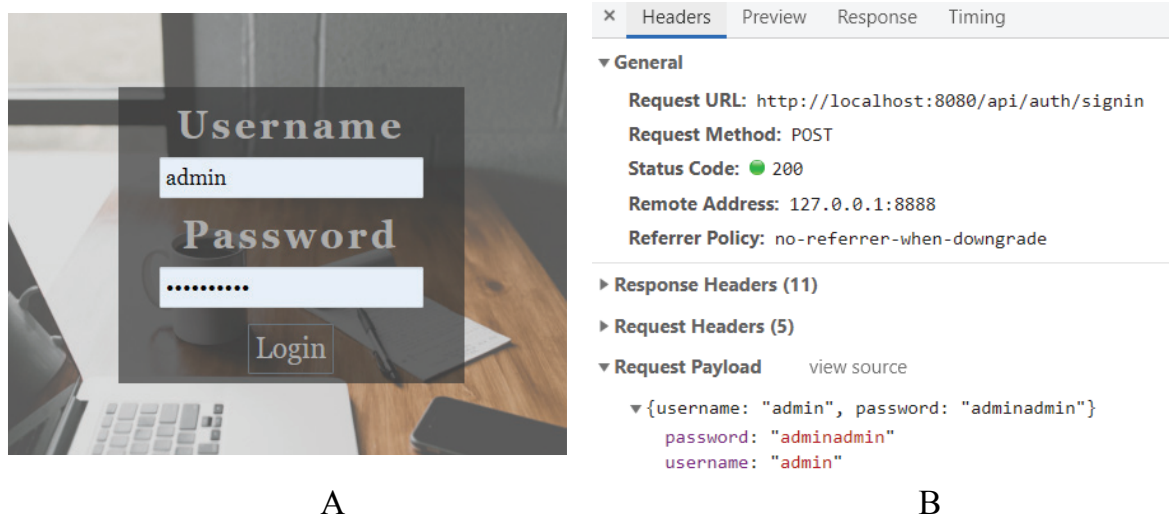 Username
admin
Password
••••••••••
Login
A
× Headers Preview Response Timing
▼ General
Request URL: http://localhost:8080/api/auth/signin
Request Method: POST
Status Code: 200
Remote Address: 127.0.0.1:8888
Referrer Policy: no-referrer-when-downgrade
▶ Response Headers (11)
▶ Request Headers (5)
▼ Request Payload view source
▼ {username: "admin", password: "adminadmin"}
password: "adminadmin"
username: "admin"
B